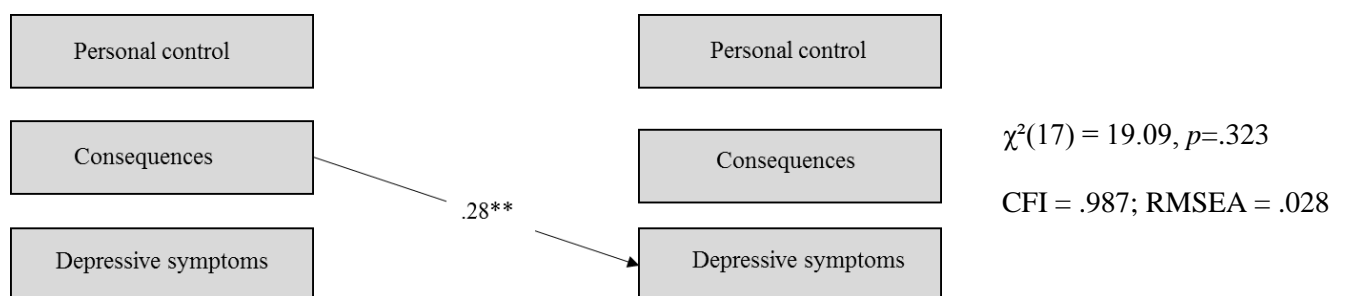 Personal control
Personal control
Consequences
Consequences
χ²(17) = 19.09, p=.323
.28**
CFI = .987; RMSEA = .028
Depressive symptoms
Depressive symptoms